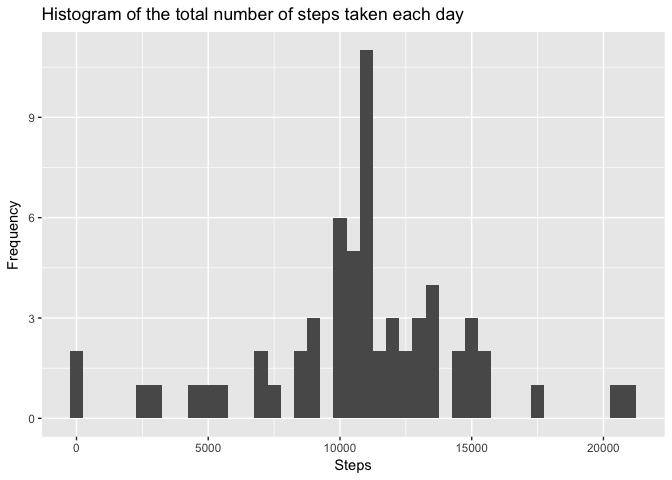 Histogram of the total number of steps taken each day
9
6
3
0
Frequency
0 5000 10000 15000 20000
Steps